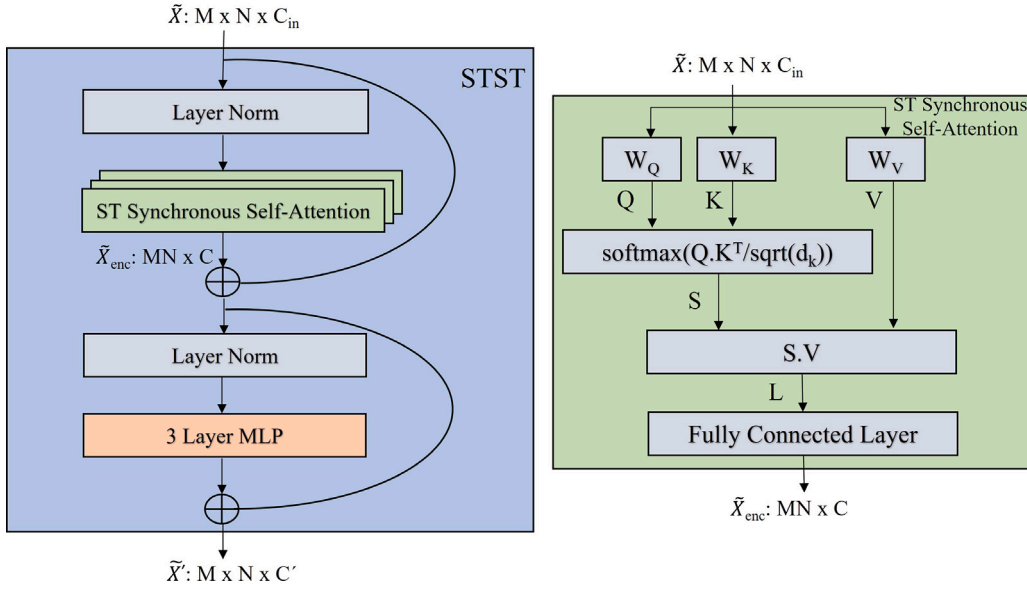 X̃: M x N x C_in
STST
Layer Norm
ST Synchronous Self-Attention
X̃_enc: MN x C
Layer Norm
3 Layer MLP
X̃′: M x N x C´
X̃: M x N x C_in
ST Synchronous
Self-Attention
W_Q W_K W_V
Q K V
softmax(Q.K^T/sqrt(d_k))
S
S.V
L
Fully Connected Layer
X̃_enc: MN x C